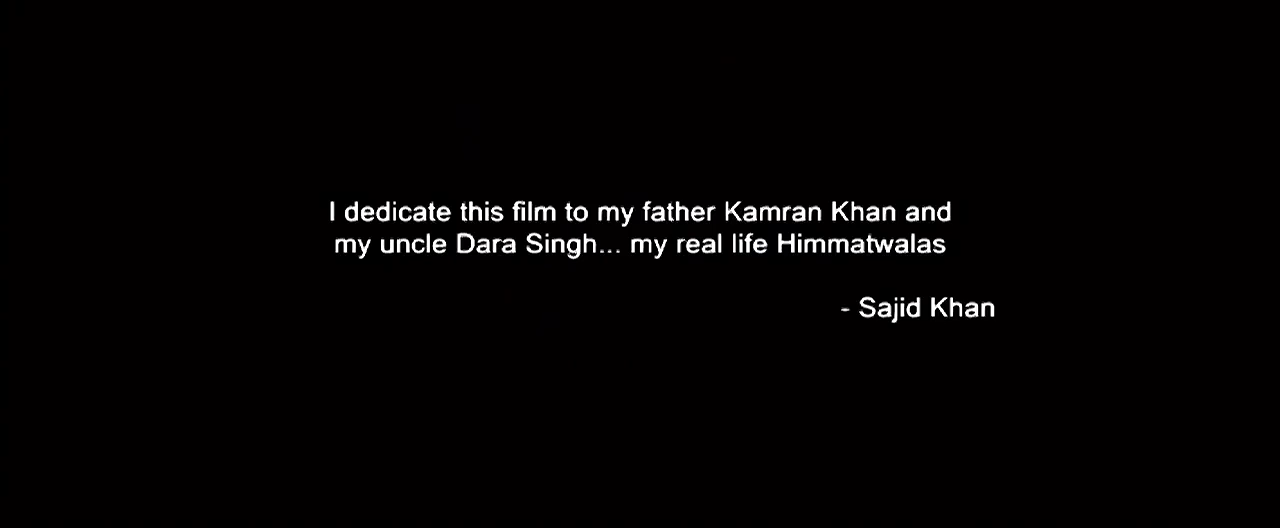 I dedicate this film to my father Kamran Khan and
my uncle Dara Singh... my real life Himmatwalas
- Sajid Khan